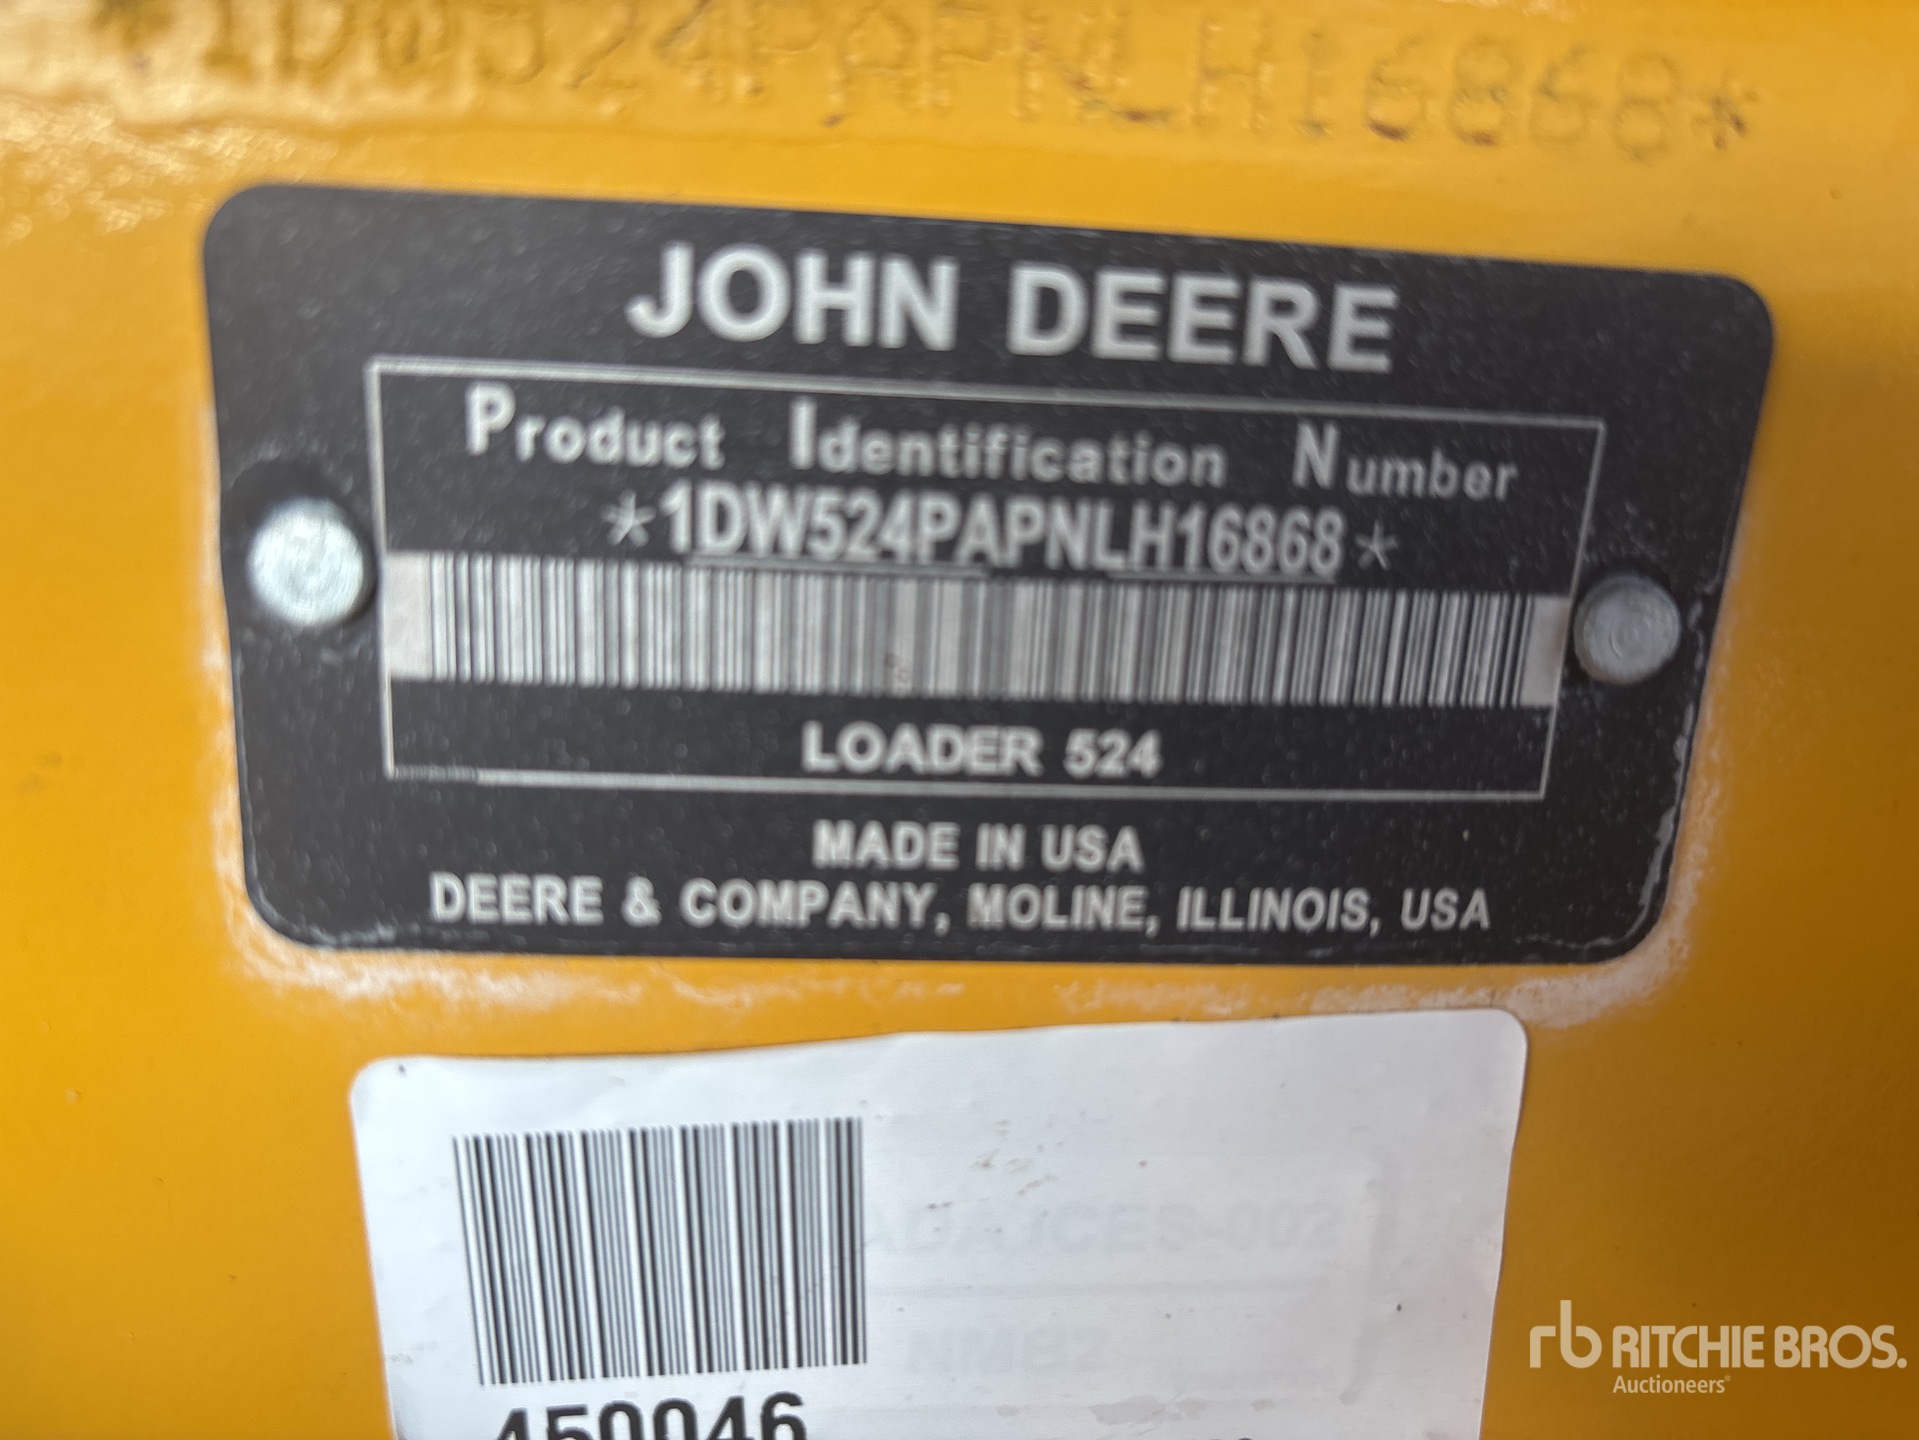 1DW524PAPNLH16868*
JOHN DEERE
Product Identification Number
*1DW524PAPNLH16868*
LOADER 524
MADE IN USA
DEERE & COMPANY, MOLINE, ILLINOIS, USA
450046
rb RITCHIE BROS.
Auctioneers